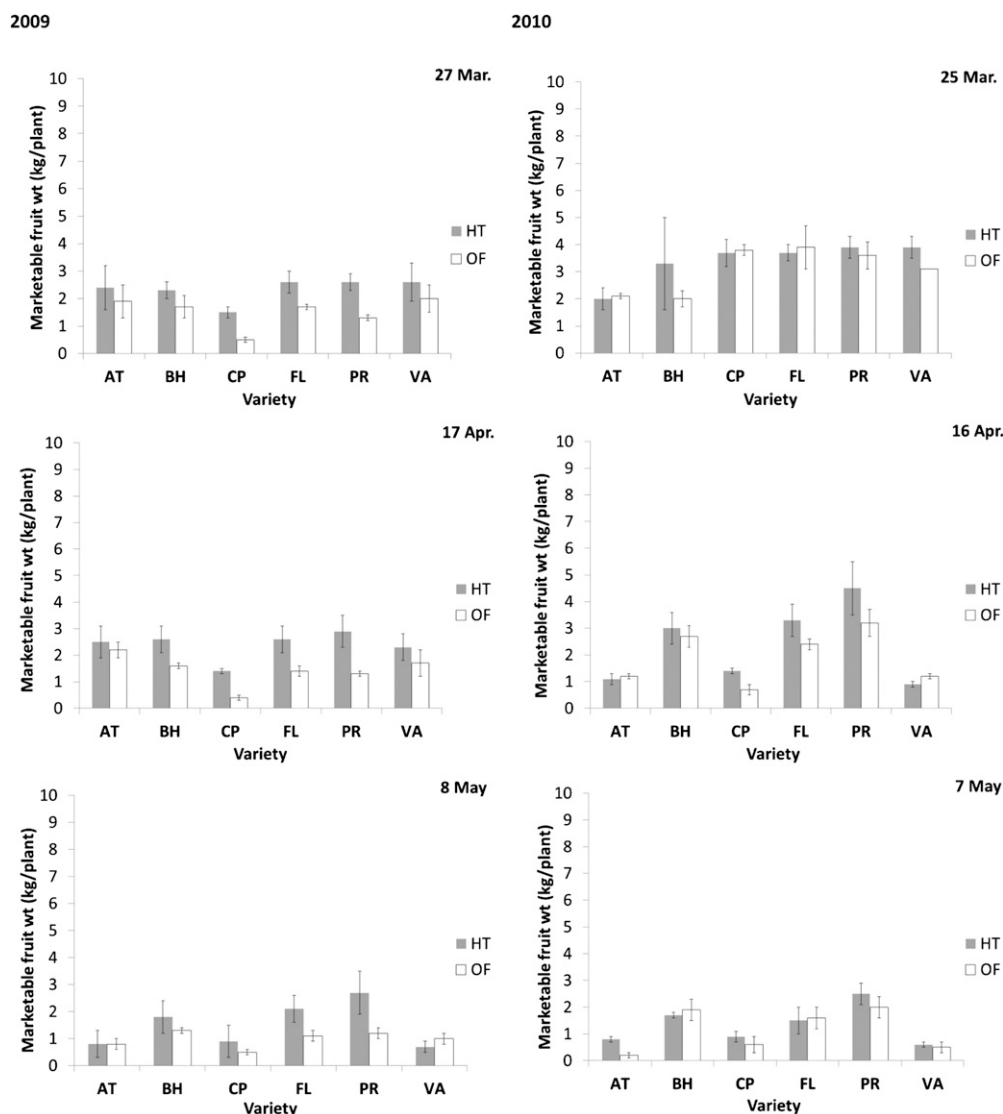 2009
2010
27 Mar.
Marketable fruit wt (kg/plant)
10
9
8
7
6
5
4
3
2
1
0
AT BH CP FL PR VA
Variety
HT
OF
25 Mar.
Marketable fruit wt (kg/plant)
10
9
8
7
6
5
4
3
2
1
0
AT BH CP FL PR VA
Variety
HT
OF
17 Apr.
Marketable fruit wt (kg/plant)
10
9
8
7
6
5
4
3
2
1
0
AT BH CP FL PR VA
Variety
HT
OF
16 Apr.
Marketable fruit wt (kg/plant)
10
9
8
7
6
5
4
3
2
1
0
AT BH CP FL PR VA
Variety
HT
OF
8 May
Marketable fruit wt (kg/plant)
10
9
8
7
6
5
4
3
2
1
0
AT BH CP FL PR VA
Variety
HT
OF
7 May
Marketable fruit wt (kg/plant)
10
9
8
7
6
5
4
3
2
1
0
AT BH CP FL PR VA
Variety
HT
OF